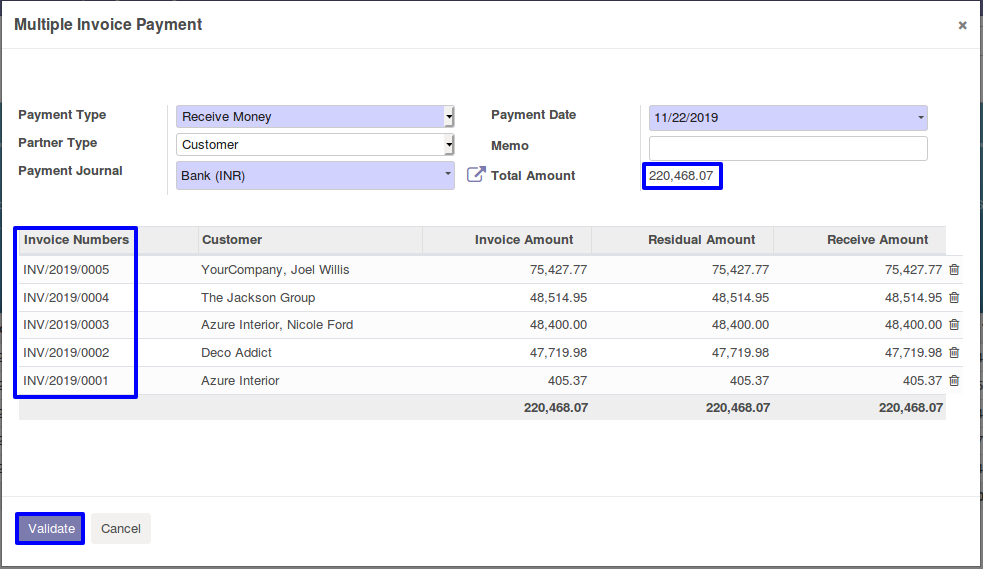 Multiple Invoice Payment ×
Payment Type Receive Money Payment Date 11/22/2019
Partner Type Customer Memo
Payment Journal Bank (INR) Total Amount 220,468.07
Invoice Numbers Customer Invoice Amount Residual Amount Receive Amount
INV/2019/0005 YourCompany, Joel Willis 75,427.77 75,427.77 75,427.77
INV/2019/0004 The Jackson Group 48,514.95 48,514.95 48,514.95
INV/2019/0003 Azure Interior, Nicole Ford 48,400.00 48,400.00 48,400.00
INV/2019/0002 Deco Addict 47,719.98 47,719.98 47,719.98
INV/2019/0001 Azure Interior 405.37 405.37 405.37
220,468.07 220,468.07 220,468.07
Validate Cancel